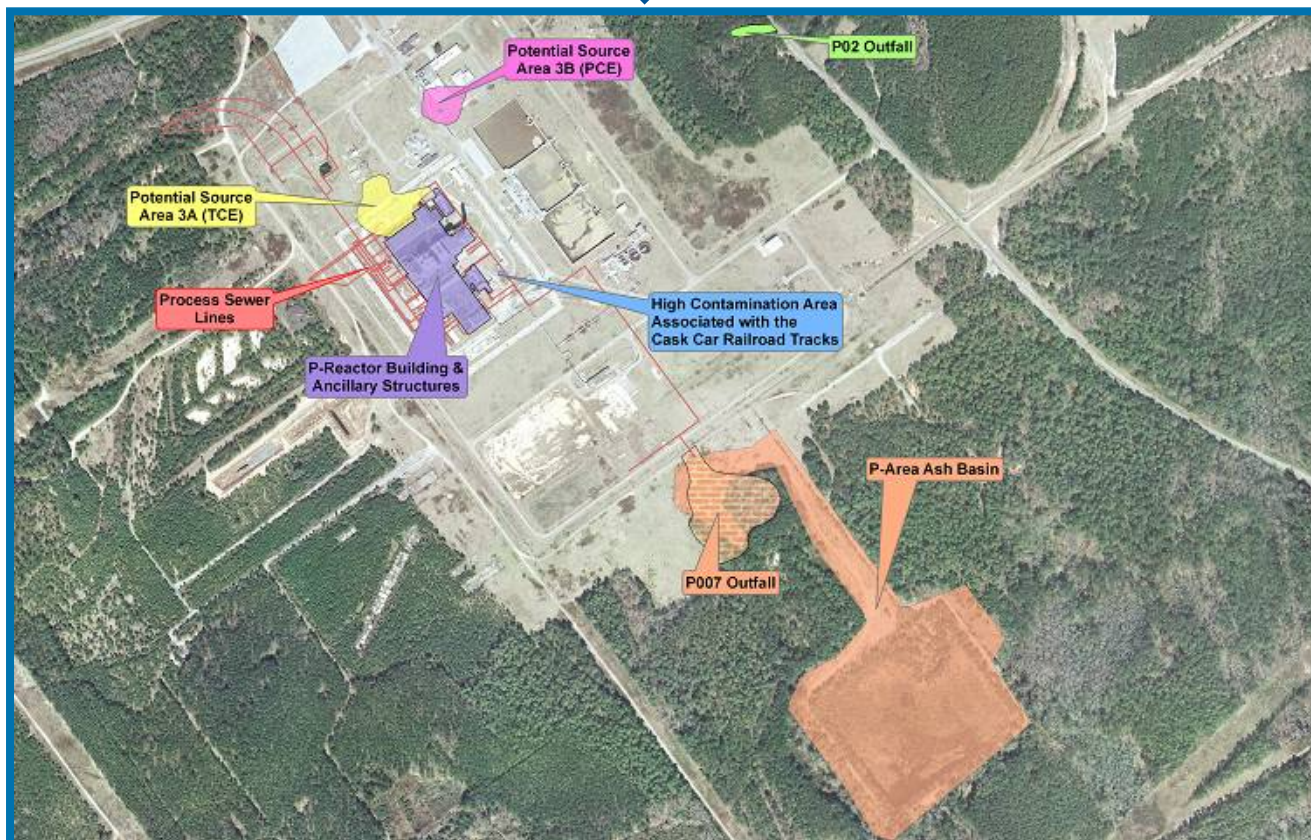 Potential Source
Area 3B (PCE)
P02 Outfall
Potential Source
Area 3A (TCE)
Process Sewer
Lines
High Contamination Area
Associated with the
Cask Car Railroad Tracks
P-Reactor Building &
Ancillary Structures
P-Area Ash Basin
P007 Outfall